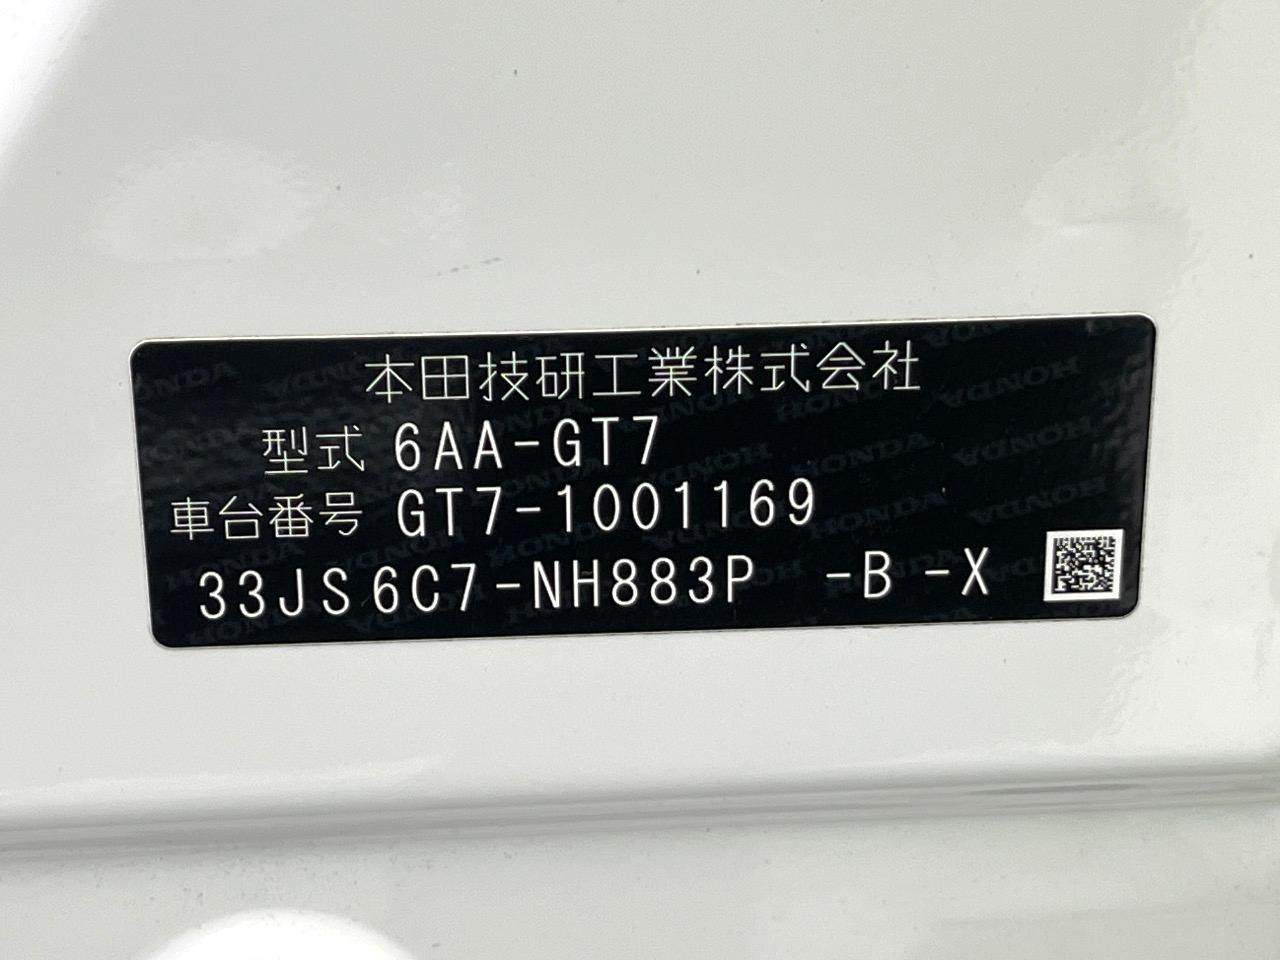 本田技研工業株式会社
型式 6AA-GT7
車台番号 GT7-1001169
33JS6C7-NH883P -B -X